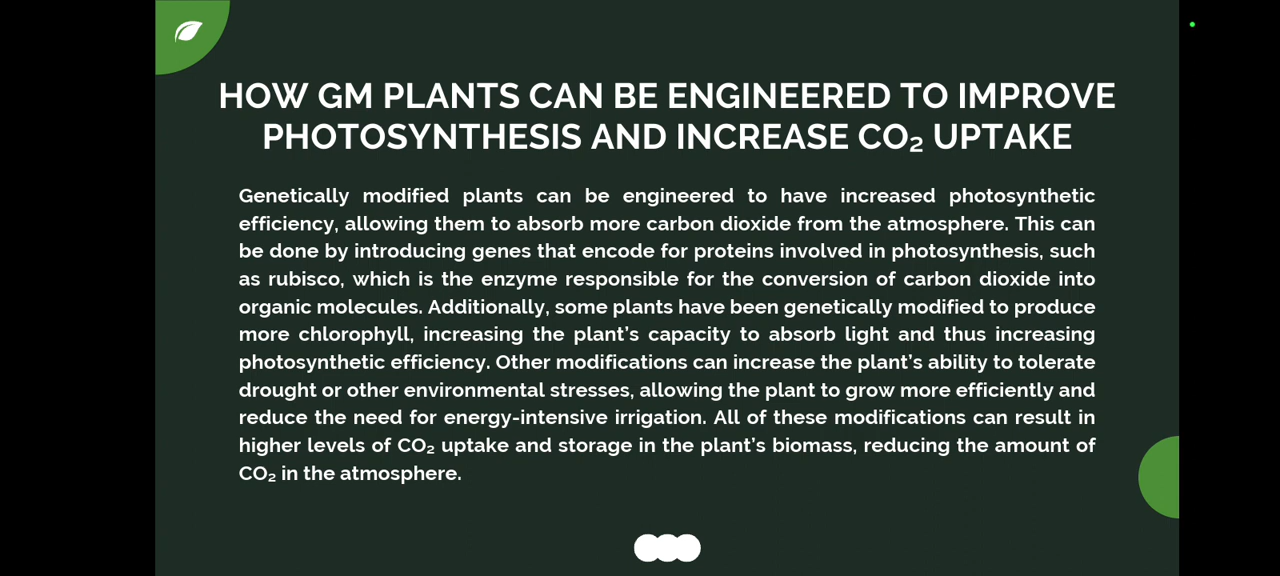 HOW GM PLANTS CAN BE ENGINEERED TO IMPROVE
PHOTOSYNTHESIS AND INCREASE CO₂ UPTAKE
Genetically modified plants can be engineered to have increased photosynthetic
efficiency, allowing them to absorb more carbon dioxide from the atmosphere. This can
be done by introducing genes that encode for proteins involved in photosynthesis, such
as rubisco, which is the enzyme responsible for the conversion of carbon dioxide into
organic molecules. Additionally, some plants have been genetically modified to produce
more chlorophyll, increasing the plant’s capacity to absorb light and thus increasing
photosynthetic efficiency. Other modifications can increase the plant’s ability to tolerate
drought or other environmental stresses, allowing the plant to grow more efficiently and
reduce the need for energy-intensive irrigation. All of these modifications can result in
higher levels of CO₂ uptake and storage in the plant’s biomass, reducing the amount of
CO₂ in the atmosphere.